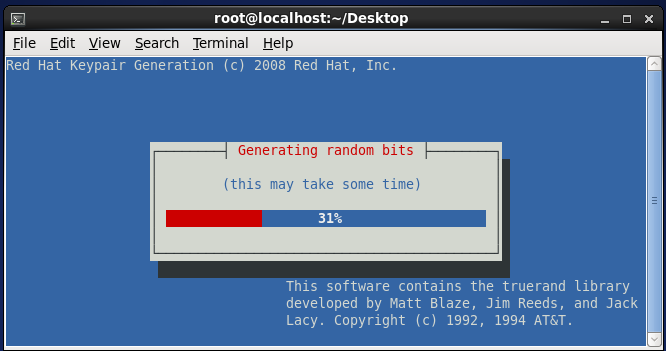 root@localhost:~/Desktop
File Edit View Search Terminal Help
Red Hat Keypair Generation (c) 2008 Red Hat, Inc.
Generating random bits
(this may take some time)
31%
This software contains the truerand library
developed by Matt Blaze, Jim Reeds, and Jack
Lacy. Copyright (c) 1992, 1994 AT&T.